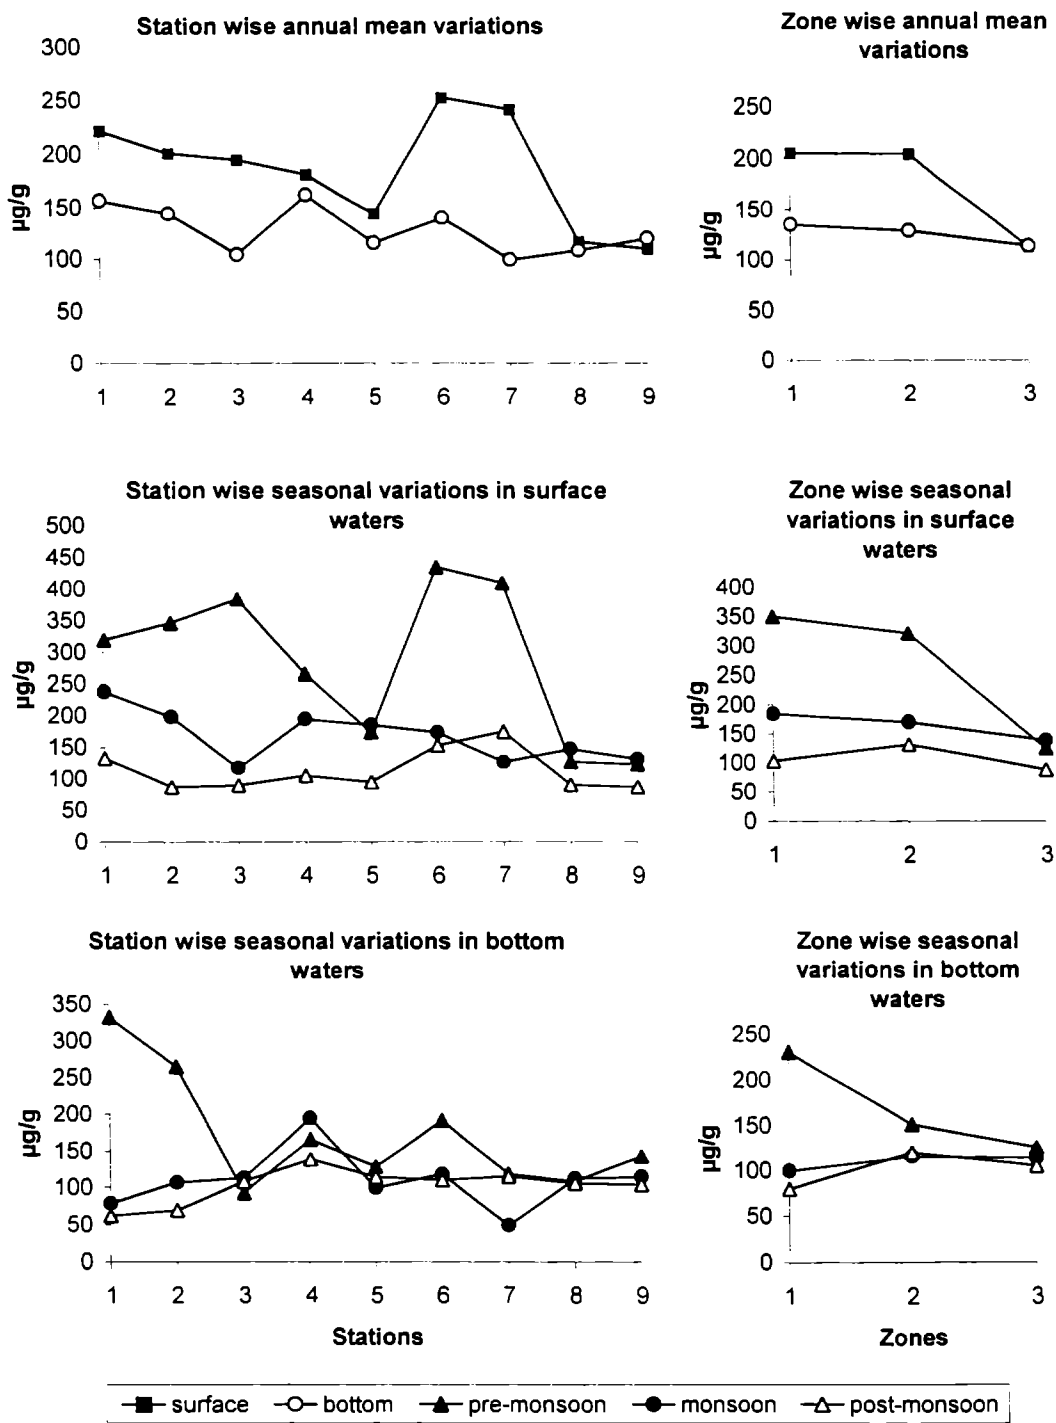 Station wise annual mean variations
300
250
200
150
100
50
0
µg/g
1 2 3 4 5 6 7 8 9
Zone wise annual mean
variations
250
200
150
100
50
0
µg/g
1 2 3
Station wise seasonal variations in surface
waters
500
450
400
350
300
250
200
150
100
50
0
µg/g
1 2 3 4 5 6 7 8 9
Zone wise seasonal
variations in surface
waters
400
350
300
250
200
150
100
50
0
µg/g
1 2 3
Station wise seasonal variations in bottom
waters
350
300
250
200
150
100
50
0
µg/g
1 2 3 4 5 6 7 8 9
Stations
Zone wise seasonal
variations in bottom
waters
250
200
150
100
50
0
µg/g
1 2 3
Zones
surface bottom pre-monsoon monsoon post-monsoon